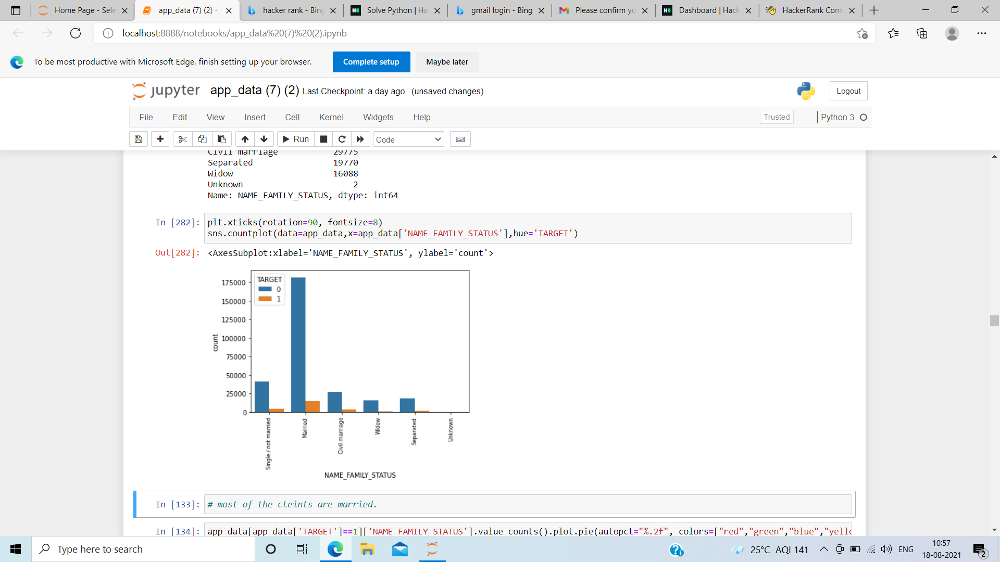 Home Page - Sele
app_data (7) (2) -
hacker rank - Bing
Solve Python | Ha
gmail login - Bing
Please confirm yo
Dashboard | Hack
HackerRank Com
localhost:8888/notebooks/app_data%20(7)%20(2).ipynb
To be most productive with Microsoft Edge, finish setting up your browser.
Complete setup
Maybe later
jupyter app_data (7) (2) Last Checkpoint: a day ago (unsaved changes)
Logout
File Edit View Insert Cell Kernel Widgets Help
Trusted
Python 3
Run
Code
Civil marriage 29775
Separated 19770
Widow 16088
Unknown 2
Name: NAME_FAMILY_STATUS, dtype: int64
In [282]: plt.xticks(rotation=90, fontsize=8)
sns.countplot(data=app_data,x=app_data['NAME_FAMILY_STATUS'],hue='TARGET')
Out[282]: <AxesSubplot:xlabel='NAME_FAMILY_STATUS', ylabel='count'>
TARGET
0
1
175000
150000
125000
100000
75000
50000
25000
0
count
Single / not married
Married
Civil marriage
Widow
Separated
Unknown
NAME_FAMILY_STATUS
In [133]: # most of the cleints are married.
In [134]: app_data[app_data['TARGET']==1]['NAME_FAMILY_STATUS'].value_counts().plot.pie(autopct="%.2f", colors=["red","green","blue","yello
Type here to search
25°C AQI 141
ENG
10:57
18-08-2021
2